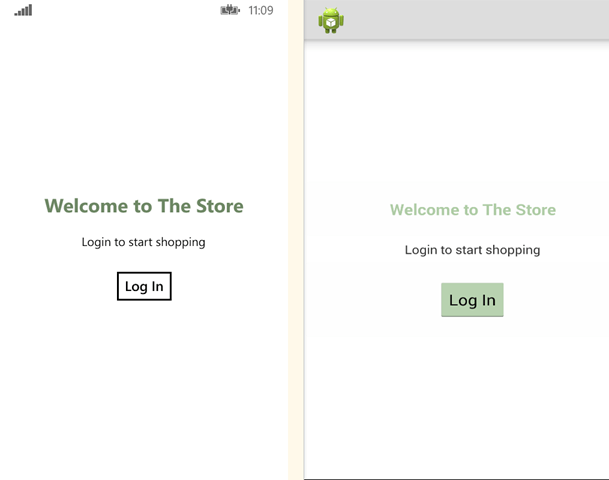 11:09
Welcome to The Store
Login to start shopping
Log In
Welcome to The Store
Login to start shopping
Log In